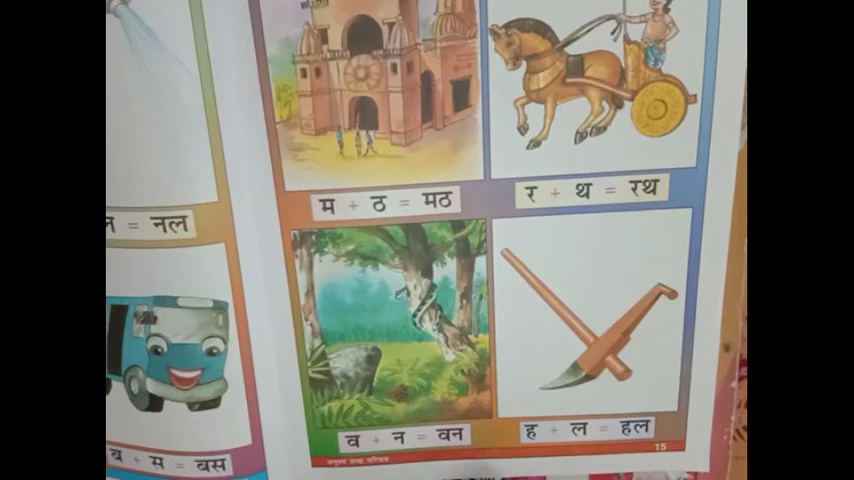 न = नल
ब + स = बस
म + ठ = मठ
र + थ = रथ
व + न = वन
ह + ल = हल
15